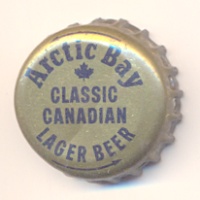 Arctic Bay
CLASSIC
CANADIAN
LAGER BEER